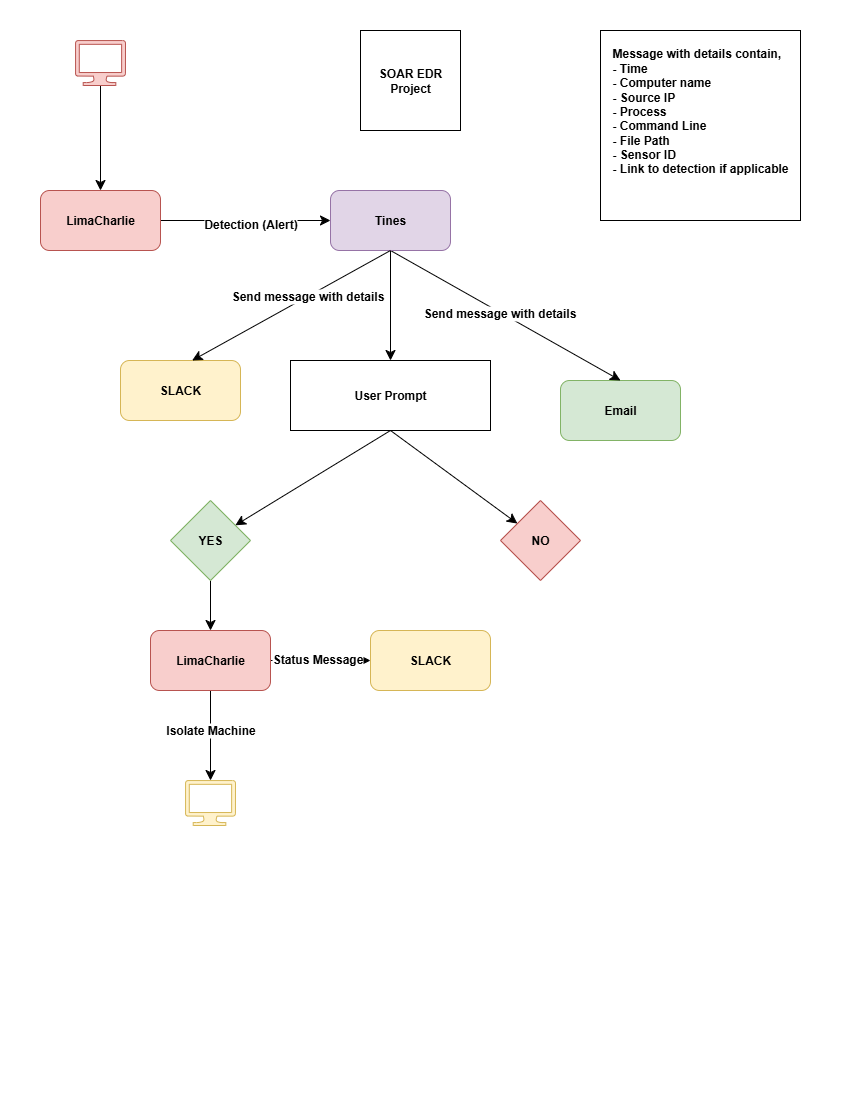 SOAR EDR
Project
Message with details contain,
- Time
- Computer name
- Source IP
- Process
- Command Line
- File Path
- Sensor ID
- Link to detection if applicable
LimaCharlie
Detection (Alert)
Tines
Send message with details
Send message with details
SLACK
User Prompt
Email
YES
NO
LimaCharlie
Status Message
SLACK
Isolate Machine